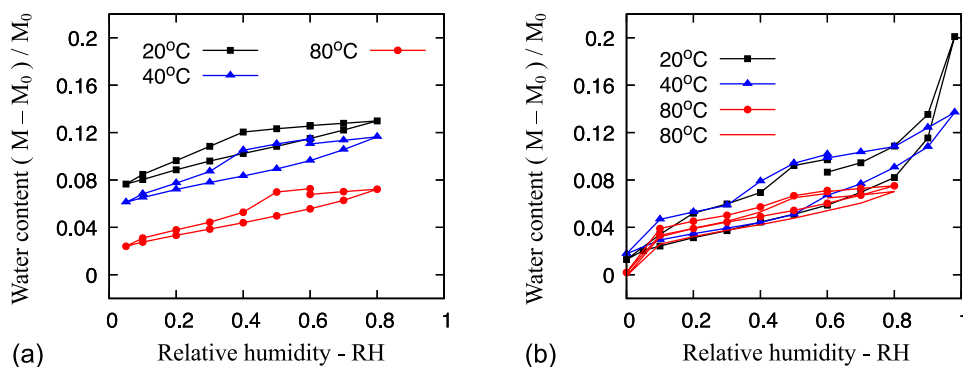 Water content ( M – M0 ) / M0
0.2
0.16
0.12
0.08
0.04
0
20°C
40°C
80°C
0 0.2 0.4 0.6 0.8 1
(a) Relative humidity - RH
Water content ( M – M0 ) / M0
0.2
0.16
0.12
0.08
0.04
0
20°C
40°C
80°C
80°C
0 0.2 0.4 0.6 0.8 1
(b) Relative humidity - RH